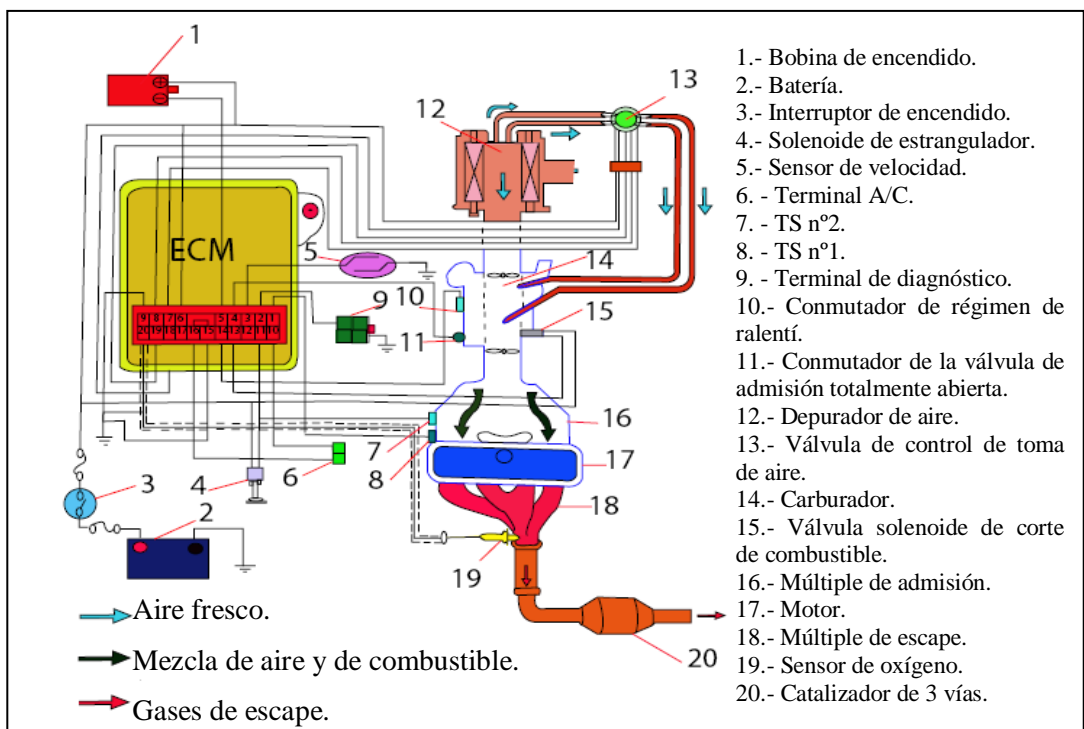 1
12
13
ECM
5
14
10
9
11
15
9 8 7 6 5 4 3 2 1
20 19 18 17 16 15 14 13 12 11 10
7
16
8
17
6
4
3
2
18
19
20
Aire fresco.
Mezcla de aire y de combustible.
Gases de escape.
1.- Bobina de encendido.
2.- Batería.
3.- Interruptor de encendido.
4.- Solenoide de estrangulador.
5.- Sensor de velocidad.
6. - Terminal A/C.
7. - TS nº2.
8. - TS nº1.
9. - Terminal de diagnóstico.
10.- Conmutador de régimen de
ralentí.
11.- Conmutador de la válvula de
admisión totalmente abierta.
12.- Depurador de aire.
13.- Válvula de control de toma
de aire.
14.- Carburador.
15.- Válvula solenoide de corte
de combustible.
16.- Múltiple de admisión.
17.- Motor.
18.- Múltiple de escape.
19.- Sensor de oxígeno.
20.- Catalizador de 3 vías.